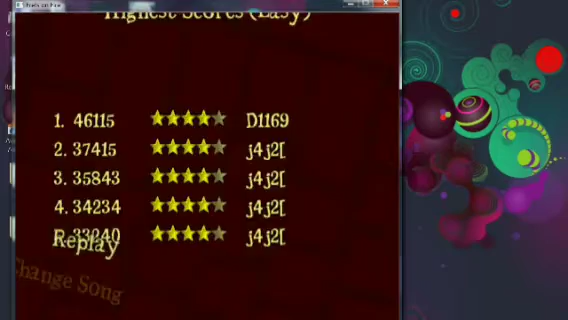 Highest Scores (Easy)
1. 46115 D1169
2. 37415 j4j2[
3. 35843 j4j2[
4. 34234 j4j2[
j4j2[
Replay
Change Song